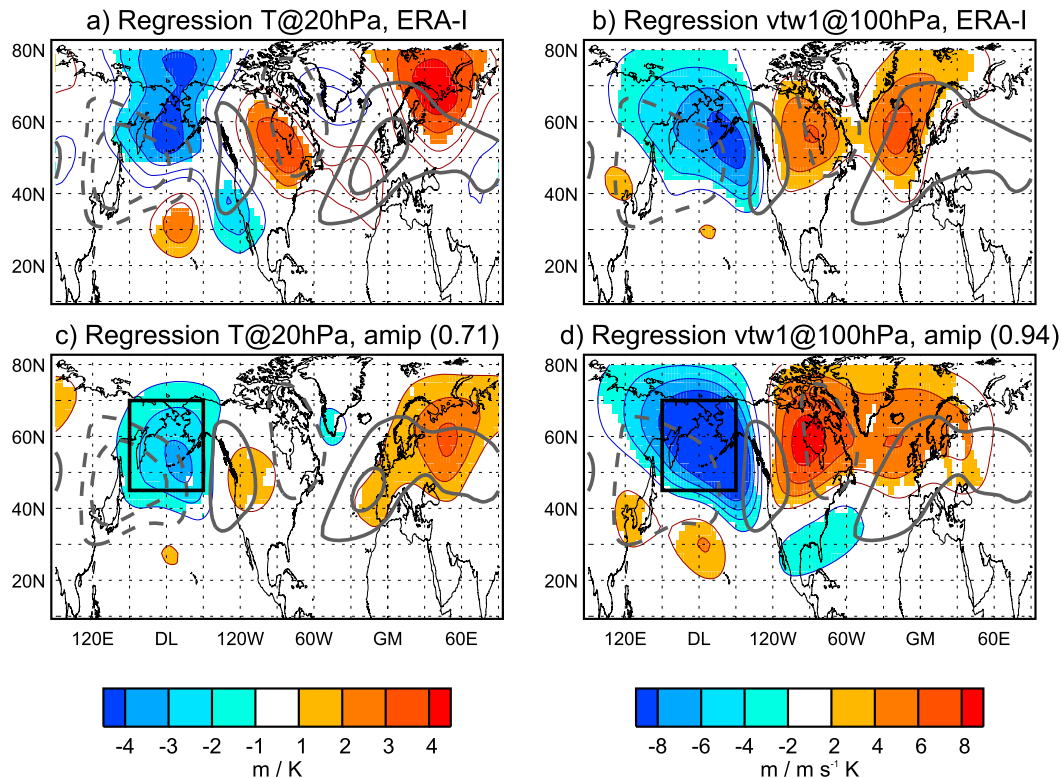 a) Regression T@20hPa, ERA-I
b) Regression vtw1@100hPa, ERA-I
80N
60N
40N
20N
80N
60N
40N
20N
c) Regression T@20hPa, amip (0.71)
d) Regression vtw1@100hPa, amip (0.94)
80N
60N
40N
20N
80N
60N
40N
20N
120E DL 120W 60W GM 60E
120E DL 120W 60W GM 60E
-4 -3 -2 -1 1 2 3 4
m / K
-8 -6 -4 -2 2 4 6 8
m / m s⁻¹ K